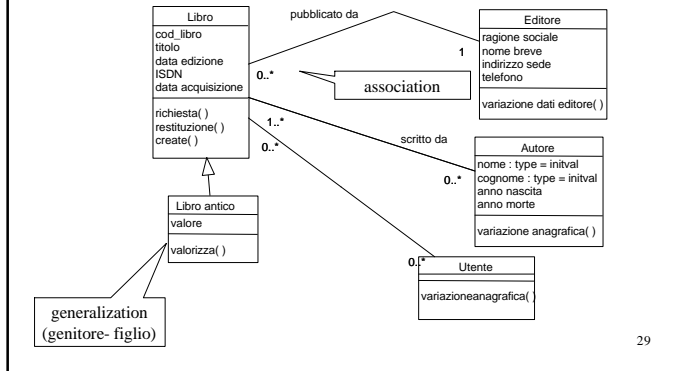 Libro
cod_libro
titolo
data edizione
ISDN
data acquisizione
richiesta( )
restituzione( )
create( )
pubblicato da
0..*
1
association
Editore
ragione sociale
nome breve
indirizzo sede
telefono
variazione dati editore( )
1..*
scritto da
0..*
Autore
nome : type = initval
cognome : type = initval
anno nascita
anno morte
variazione anagrafica( )
0..*
0..*
Utente
variazioneanagrafica( )
Libro antico
valore
valorizza( )
generalization
(genitore- figlio)
29